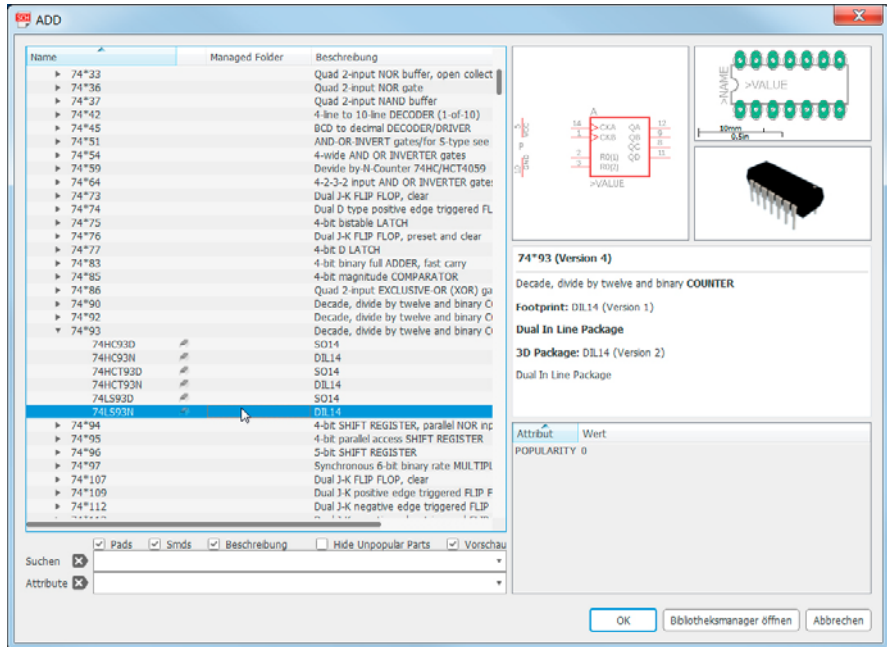 ADD
Name Managed Folder Beschreibung
74*33 Quad 2-input NOR buffer, open collect
74*36 Quad 2-input NOR gate
74*37 Quad 2-input NAND buffer
74*42 4-line to 10-line DECODER (1-of-10)
74*45 BCD to decimal DECODER/DRIVER
74*51 AND-OR-INVERT gates/for S-type see
74*54 4-wide AND OR INVERTER gates
74*59 Devide by-N-Counter 74HC/HCT4059
74*64 4-2-3-2 input AND OR INVERTER gate
74*73 Dual J-K FLIP FLOP, clear
74*74 Dual D type positive edge triggered FL
74*75 4-bit bistable LATCH
74*76 Dual J-K FLIP FLOP, preset and clear
74*77 4-bit D LATCH
74*83 4-bit binary full ADDER, fast carry
74*85 4-bit magnitude COMPARATOR
74*86 Quad 2-input EXCLUSIVE-OR (XOR) ga
74*90 Decade, divide by twelve and binary C
74*92 Decade, divide by twelve and binary C
74*93 Decade, divide by twelve and binary C
74HC93D SO14
74HC93N DIL14
74HCT93D SO14
74HCT93N DIL14
74LS93D SO14
74LS93N DIL14
74*94 4-bit SHIFT REGISTER, parallel NOR inp
74*95 4-bit parallel access SHIFT REGISTER
74*96 5-bit SHIFT REGISTER
74*97 Synchronous 6-bit binary rate MULTIPL
74*107 Dual J-K FLIP FLOP, clear
74*109 Dual J-K positive edge triggered FLIP F
74*112 Dual J-K negative edge triggered FLIP
Pads Smds Beschreibung Hide Unpopular Parts Vorschau
Suchen
Attribute
A
14 CKA QA 12
1 CKB QB 9
QC 8
2 R0(1) QD 11
3 R0(2)
>VALUE
P
>NAME
>VALUE
10mm
0.5in
74*93 (Version 4)
Decade, divide by twelve and binary COUNTER
Footprint: DIL14 (Version 1)
Dual In Line Package
3D Package: DIL14 (Version 2)
Dual In Line Package
Attribut Wert
POPULARITY 0
OK Bibliotheksmanager öffnen Abbrechen